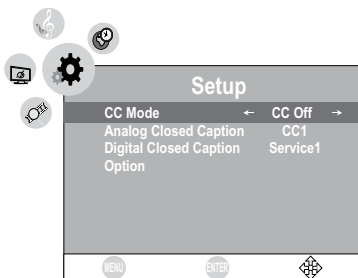 Setup
CC Mode ← CC Off →
Analog Closed Caption CC1
Digital Closed Caption Service1
Option
MENU ENTER